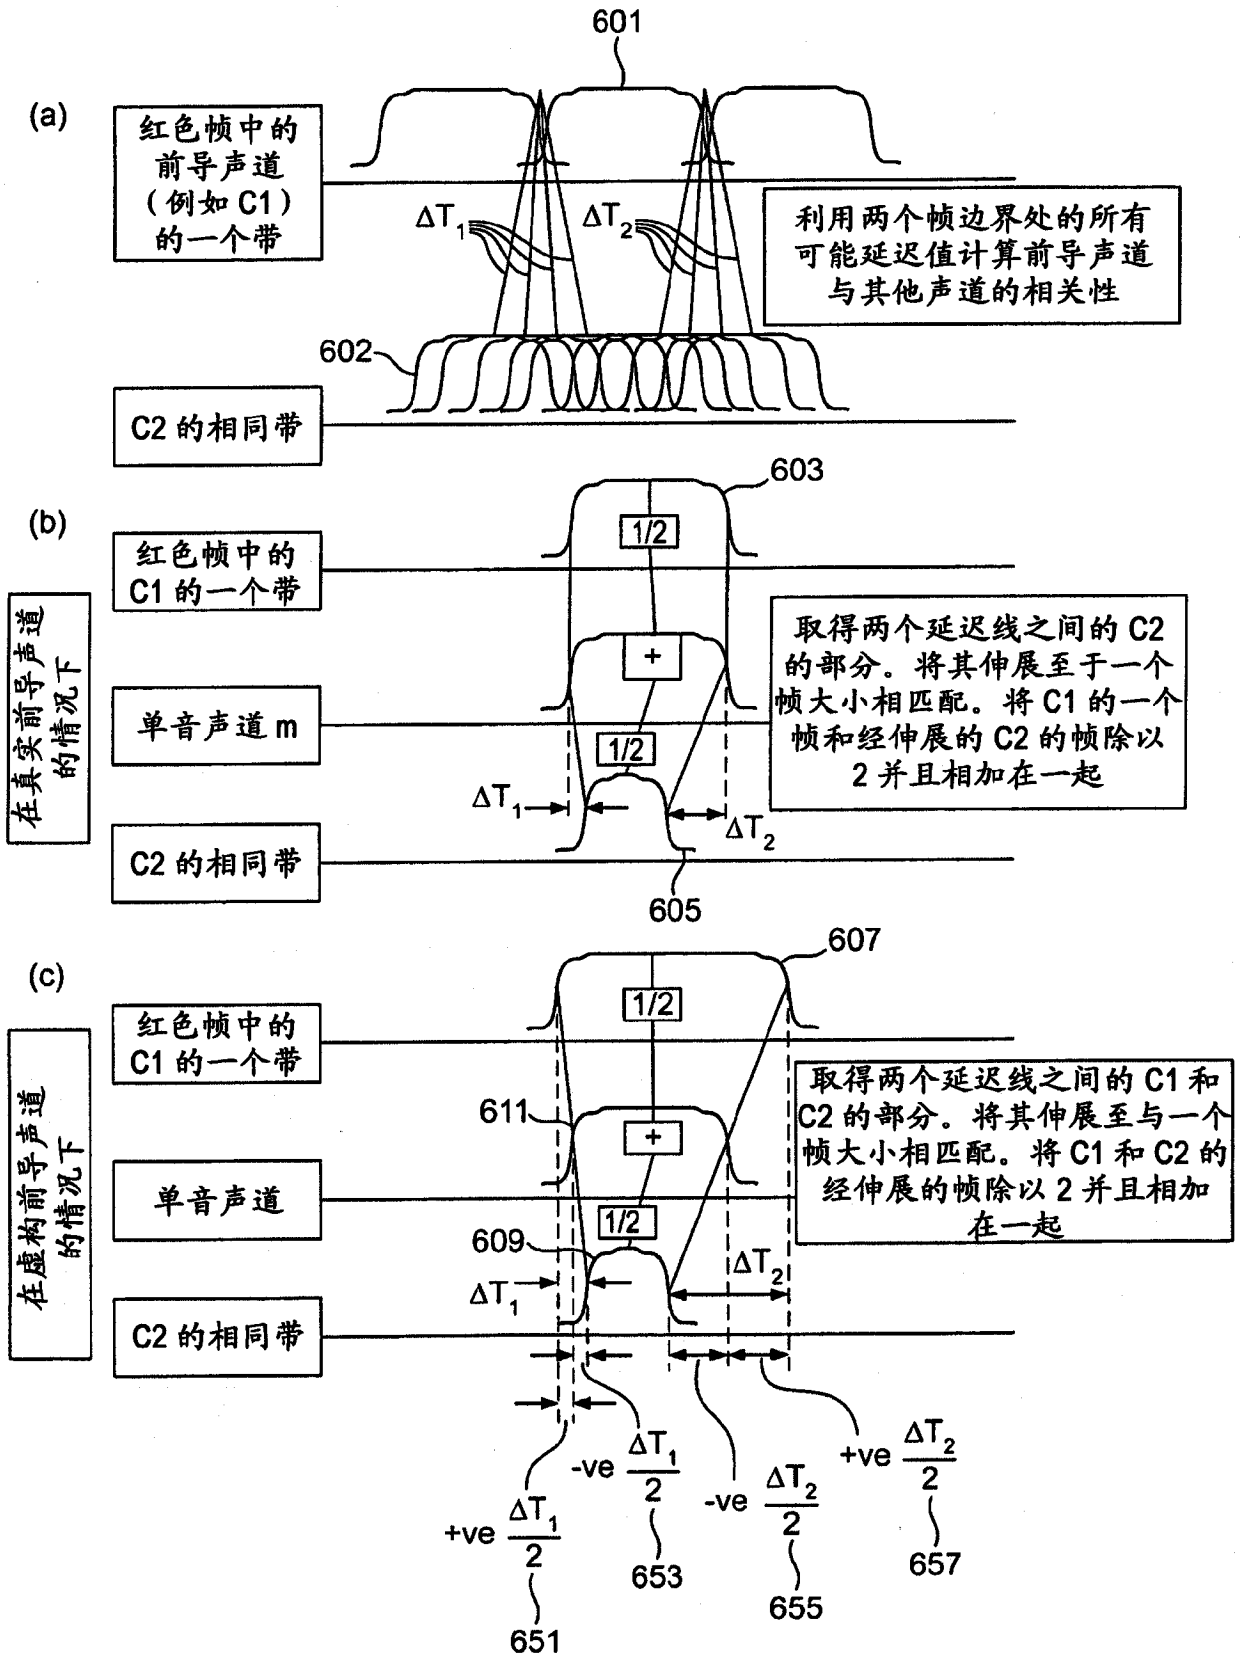 601
(a)
红色帧中的
前导声道
(例如 C1)
的一个带
ΔT1
ΔT2
利用两个帧边界处的所有
可能延迟值计算前导声道
与其他声道的相关性
602
C2 的相同带
603
(b)
1/2
红色帧中的
C1 的一个带
在真实前导声道
的情况下
+
取得两个延迟线之间的 C2
的部分。将其伸展至于一个
帧大小相匹配。将 C1 的一个
帧和经伸展的 C2 的帧除以
2 并且相加在一起
单音声道 m
1/2
ΔT1
ΔT2
C2 的相同带
605
607
(c)
1/2
红色帧中的
C1 的一个带
在虚构前导声道
的情况下
611
+
取得两个延迟线之间的 C1 和
C2 的部分。将其伸展至与一个
帧大小相匹配。将 C1 和 C2 的
经伸展的帧除以 2 并且相加
在一起
单音声道
1/2
609
ΔT2
ΔT1
C2 的相同带
+ve ΔT1/2
-ve ΔT1/2
-ve ΔT2/2
+ve ΔT2/2
651
653
655
657